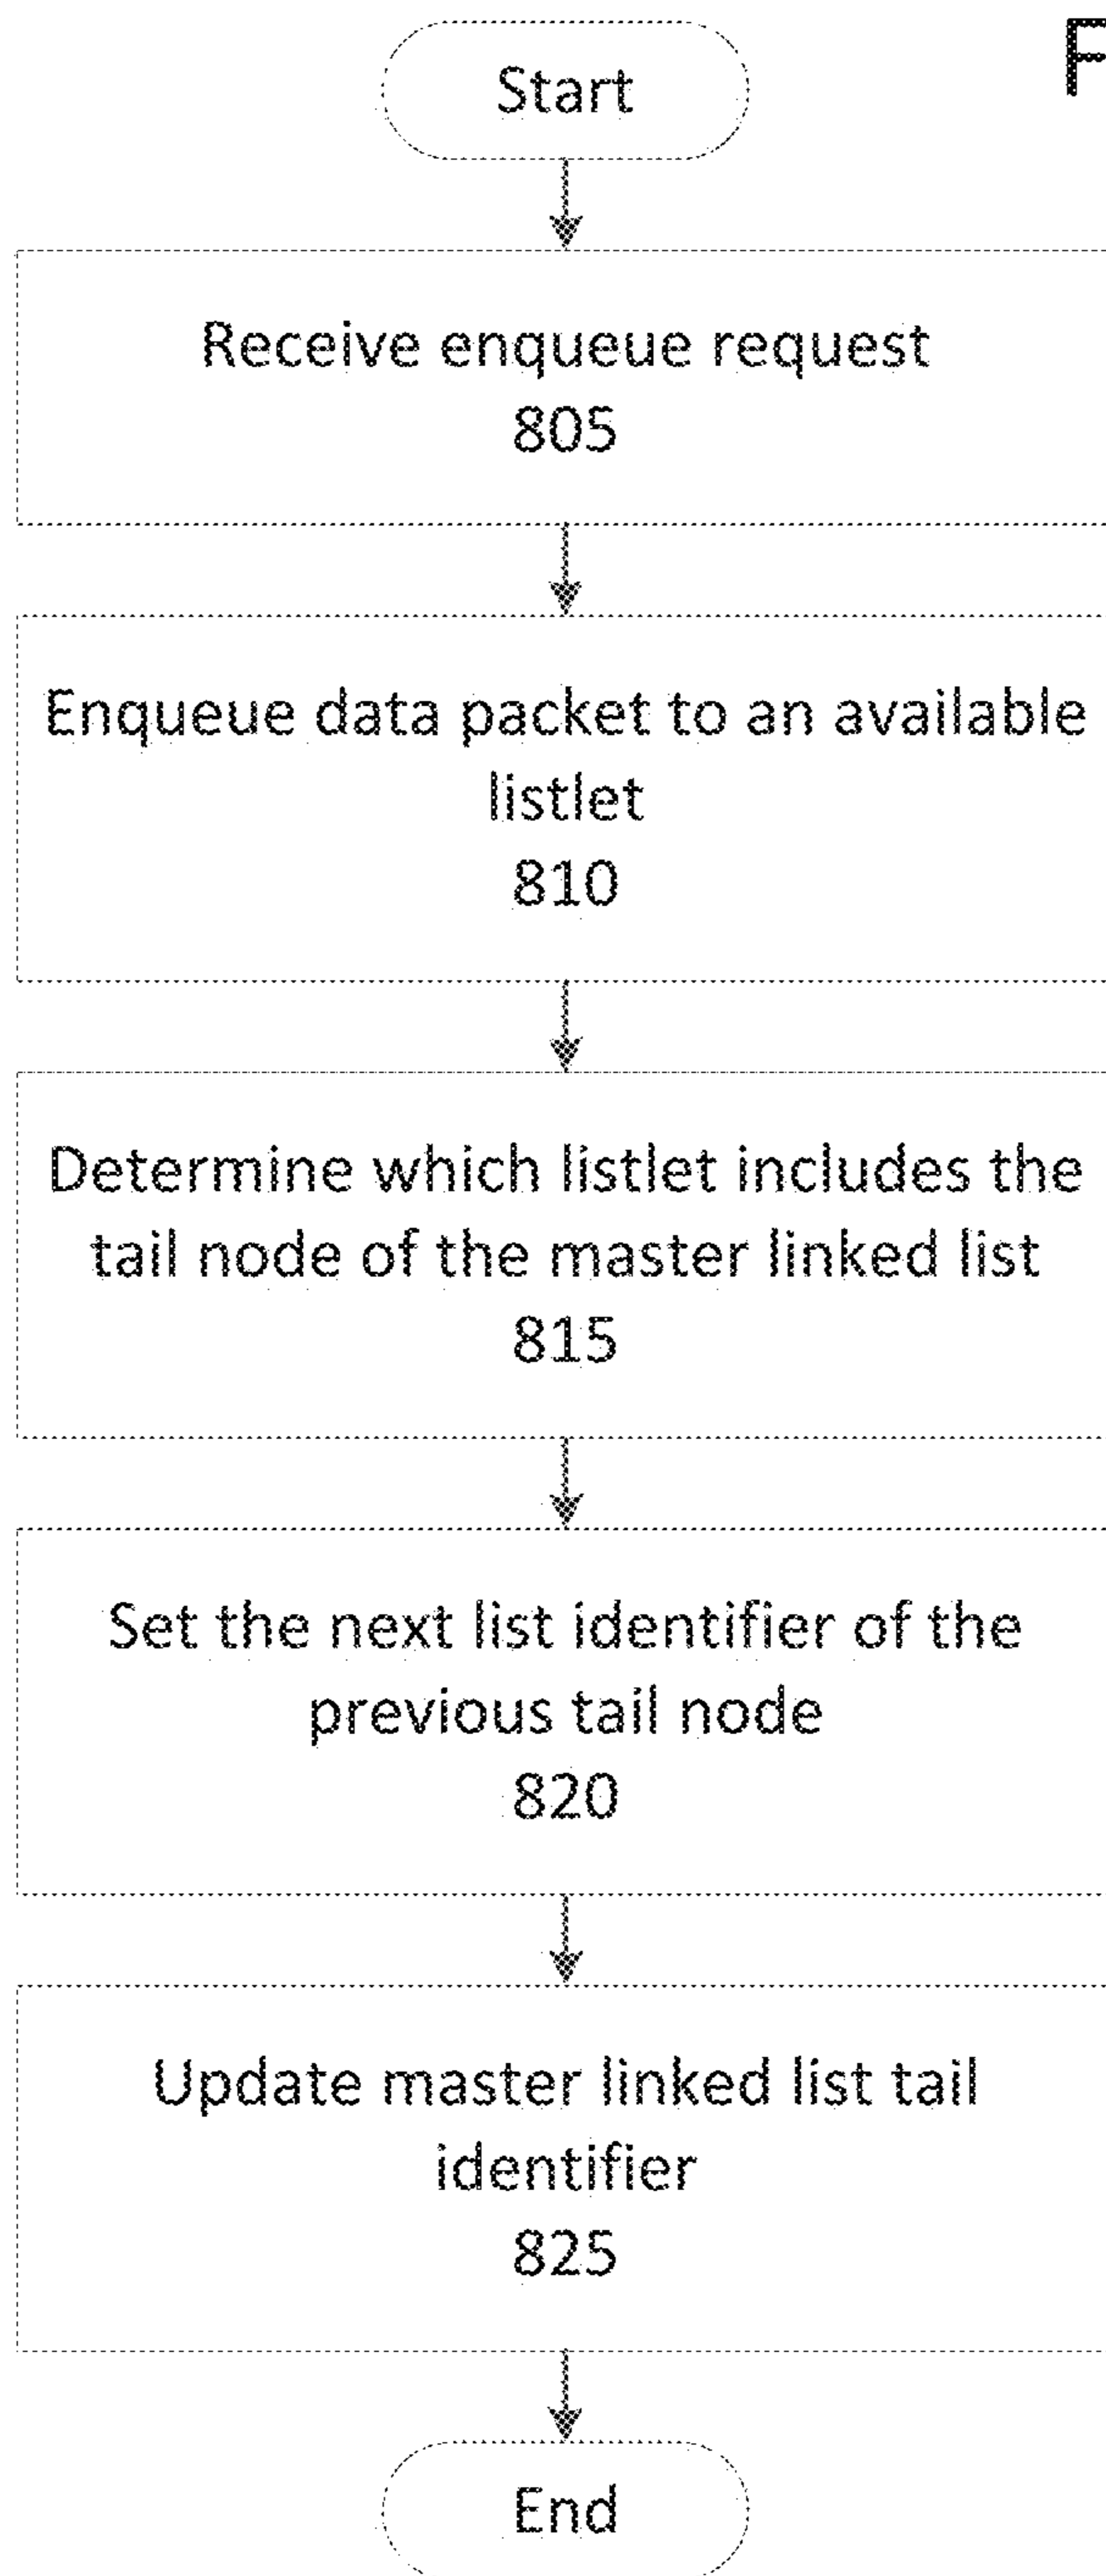 F
Start
Receive enqueue request
805
Enqueue data packet to an available
listlet
810
Determine which listlet includes the
tail node of the master linked list
815
Set the next list identifier of the
previous tail node
820
Update master linked list tail
identifier
825
End